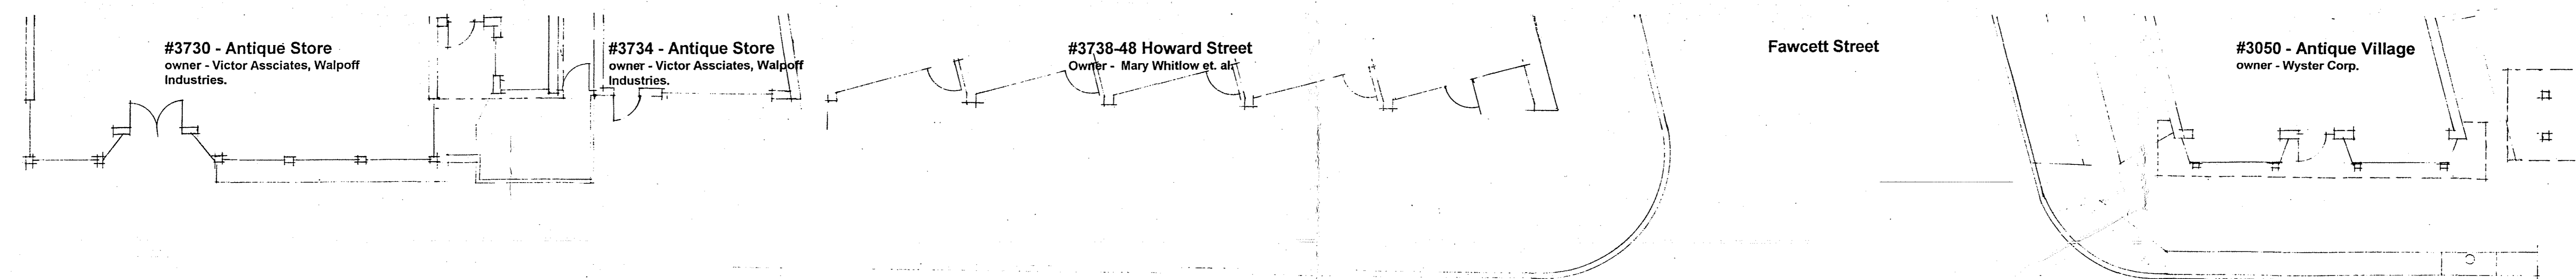 #3730 - Antique Store
owner - Victor Assciates, Walpoff
Industries.
#3734 - Antique Store
owner - Victor Assciates, Walpoff
Industries.
#3738-48 Howard Street
Owner - Mary Whitlow et. al.
Fawcett Street
#3050 - Antique Village
owner - Wyster Corp.